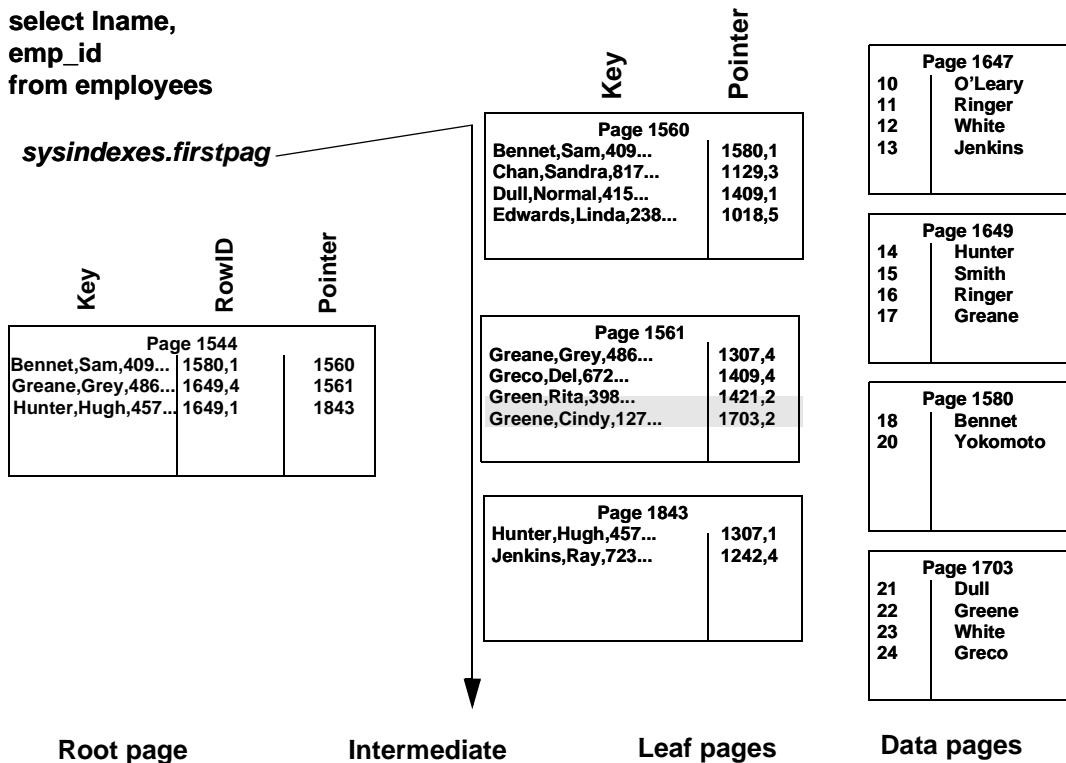 select lname,
emp_id
from employees
sysindexes.firstpag
Key
RowID
Pointer
Page 1544
Bennet,Sam,409... 1580,1 1560
Greane,Grey,486... 1649,4 1561
Hunter,Hugh,457... 1649,1 1843
Key
Pointer
Page 1560
Bennet,Sam,409... 1580,1
Chan,Sandra,817... 1129,3
Dull,Normal,415... 1409,1
Edwards,Linda,238... 1018,5
Page 1561
Greane,Grey,486... 1307,4
Greco,Del,672... 1409,4
Green,Rita,398... 1421,2
Greene,Cindy,127... 1703,2
Page 1843
Hunter,Hugh,457... 1307,1
Jenkins,Ray,723... 1242,4
Page 1647
10 O’Leary
11 Ringer
12 White
13 Jenkins
Page 1649
14 Hunter
15 Smith
16 Ringer
17 Greane
Page 1580
18 Bennet
20 Yokomoto
Page 1703
21 Dull
22 Greene
23 White
24 Greco
Root page
Intermediate
Leaf pages
Data pages